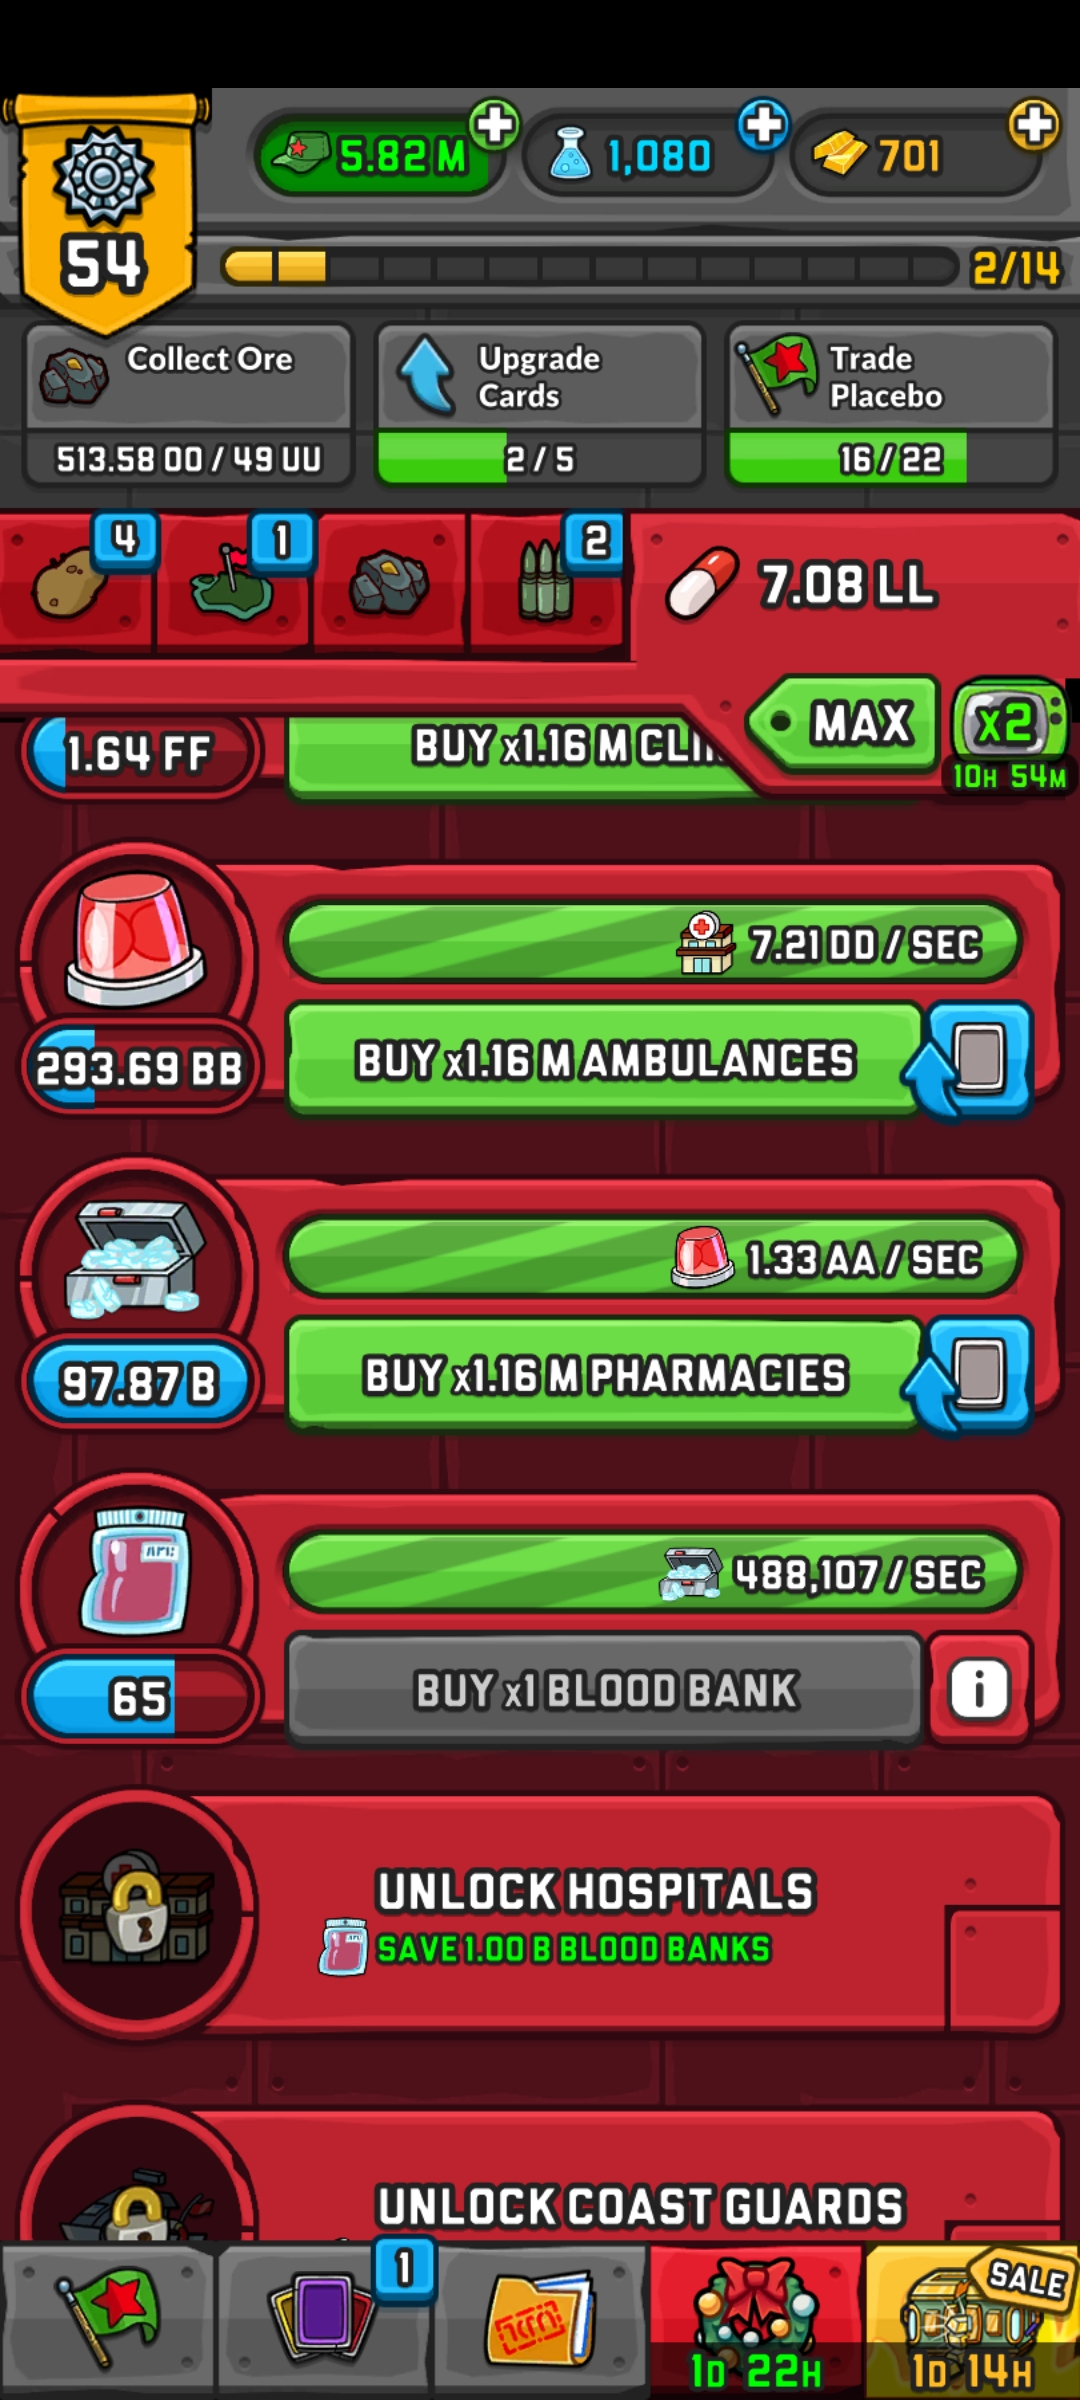 54
5.82 M
1,080
701
2/14
Collect Ore
513.58 OO / 49 UU
Upgrade
Cards
2 / 5
Trade
Placebo
16 / 22
4
1
2
7.08 LL
MAX
x2
10H 54M
1.64 FF
BUY x1.16 M
7.21 DD / SEC
293.69 BB
BUY x1.16 M AMBULANCES
1.33 AA / SEC
97.87 B
BUY x1.16 M PHARMACIES
488,107 / SEC
65
BUY x1 BLOOD BANK
i
UNLOCK HOSPITALS
SAVE 1.00 B BLOOD BANKS
UNLOCK COAST GUARDS
1
SALE
1D 22H
1D 14H